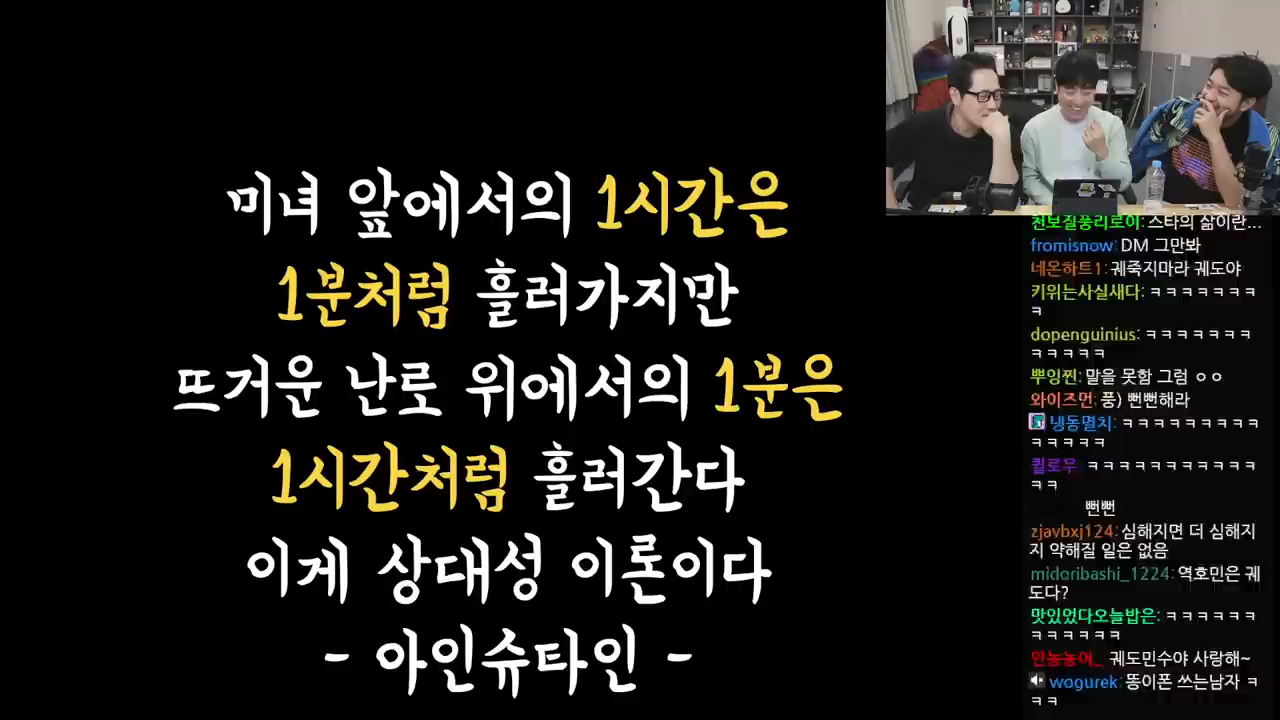 미녀 앞에서의 1시간은
1분처럼 흘러가지만
뜨거운 난로 위에서의 1분은
1시간처럼 흘러간다
이게 상대성 이론이다
- 아인슈타인 -
천보질풍리로이: 스타의 삶이란...
fromisnow: DM 그만봐
네온하트1: 궤죽지마라 궤도야
키위는사실새다: ㅋㅋㅋㅋㅋㅋㅋ
ㅋ
dopenguinius: ㅋㅋㅋㅋㅋㅋㅋ
ㅋㅋㅋㅋㅋ
뿌잉찐: 말을 못함 그럼 ㅇㅇ
와이즈먼: 풍) 뻔뻔해라
냉동멸치: ㅋㅋㅋㅋㅋㅋㅋㅋㅋ
ㅋㅋㅋㅋㅋ
킬로우: ㅋㅋㅋㅋㅋㅋㅋㅋㅋㅋㅋ
ㅋㅋ
뻔뻔
zjavbxj124: 심해지면 더 심해지
지 약해질 일은 없음
midoribashi_1224: 역호민은 궤
도다?
맛있었다오늘밥은: ㅋㅋㅋㅋㅋㅋ
ㅋㅋㅋㅋㅋㅋ
궤도민수야 사랑해~
wogurek: 똥이폰 쓰는남자 ㅋ
ㅋㅋ